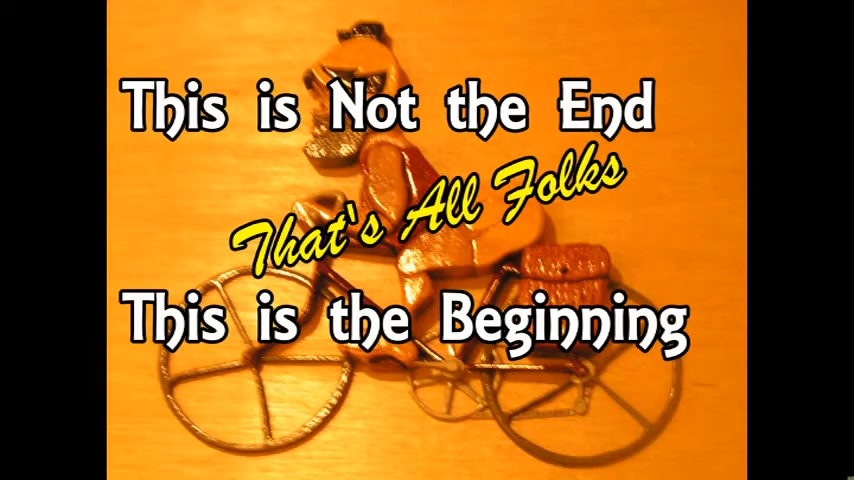 This is Not the End
That's All Folks
This is the Beginning